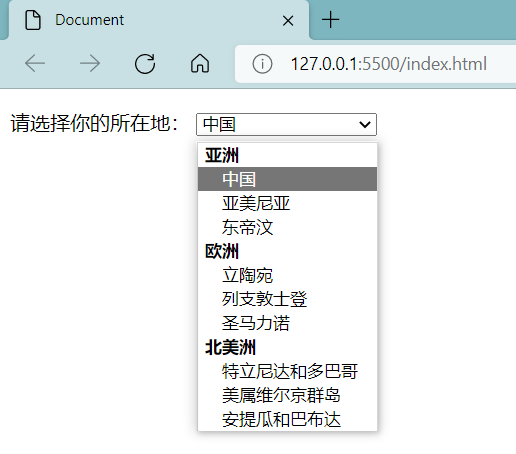 Document
127.0.0.1:5500/index.html
请选择你的所在地： 中国
亚洲
中国
亚美尼亚
东帝汶
欧洲
立陶宛
列支敦士登
圣马力诺
北美洲
特立尼达和多巴哥
美属维尔京群岛
安提瓜和巴布达